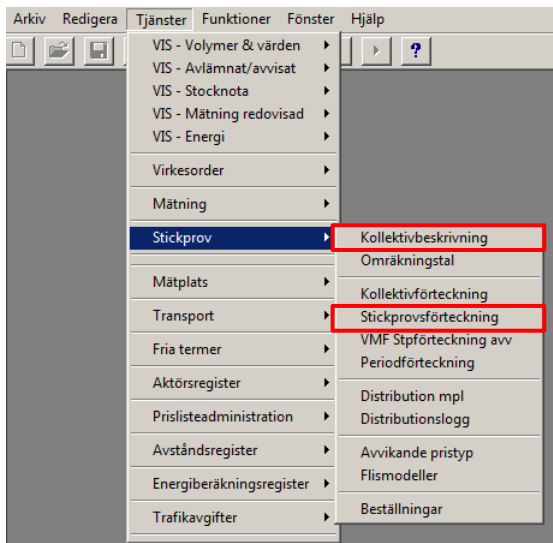 Arkiv Redigera Tjänster Funktioner Fönster Hjälp
?
VIS - Volymer & värden
VIS - Avlämnat/avvisat
VIS - Stocknota
VIS - Mätning redovisad
VIS - Energi
Virkesorder
Mätning
Stickprov
Mätplats
Transport
Fria termer
Aktörsregister
Prislisteadministration
Avståndsregister
Energiberäkningsregister
Trafikavgifter
Kollektivbeskrivning
Omräkningstal
Kollektivförteckning
Stickprovsförteckning
VMF Stpförteckning avv
Periodförteckning
Distribution mpl
Distributionslogg
Avvikande pristyp
Flismodeller
Beställningar